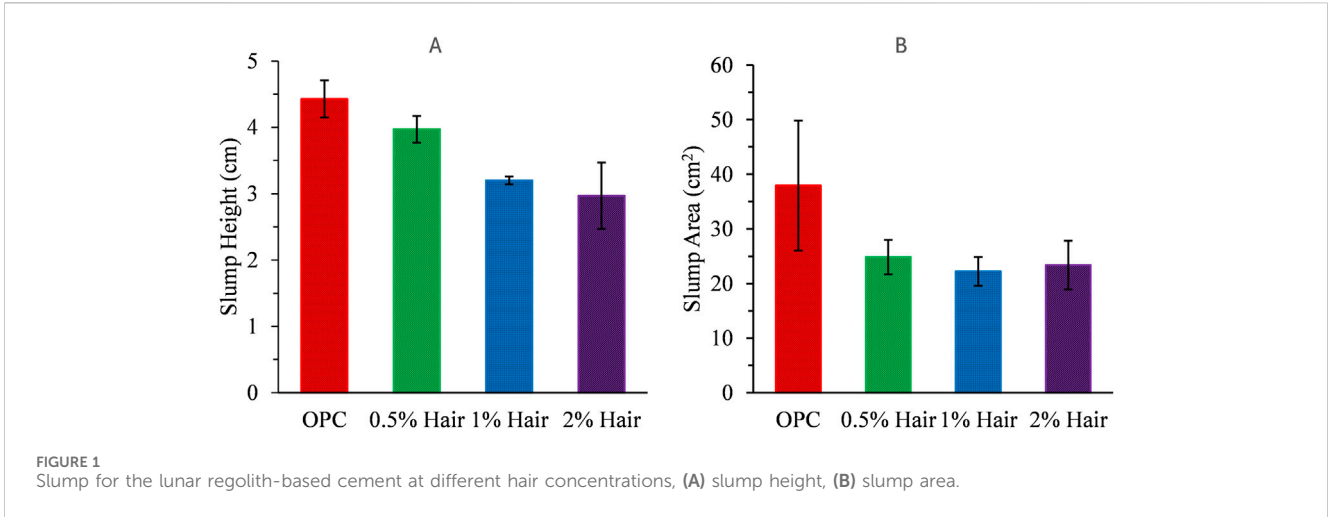 A
5
4
3
2
1
0
Slump Height (cm)
OPC 0.5% Hair 1% Hair 2% Hair
B
60
50
40
30
20
10
0
Slump Area (cm²)
OPC 0.5% Hair 1% Hair 2% Hair
FIGURE 1
Slump for the lunar regolith-based cement at different hair concentrations, (A) slump height, (B) slump area.